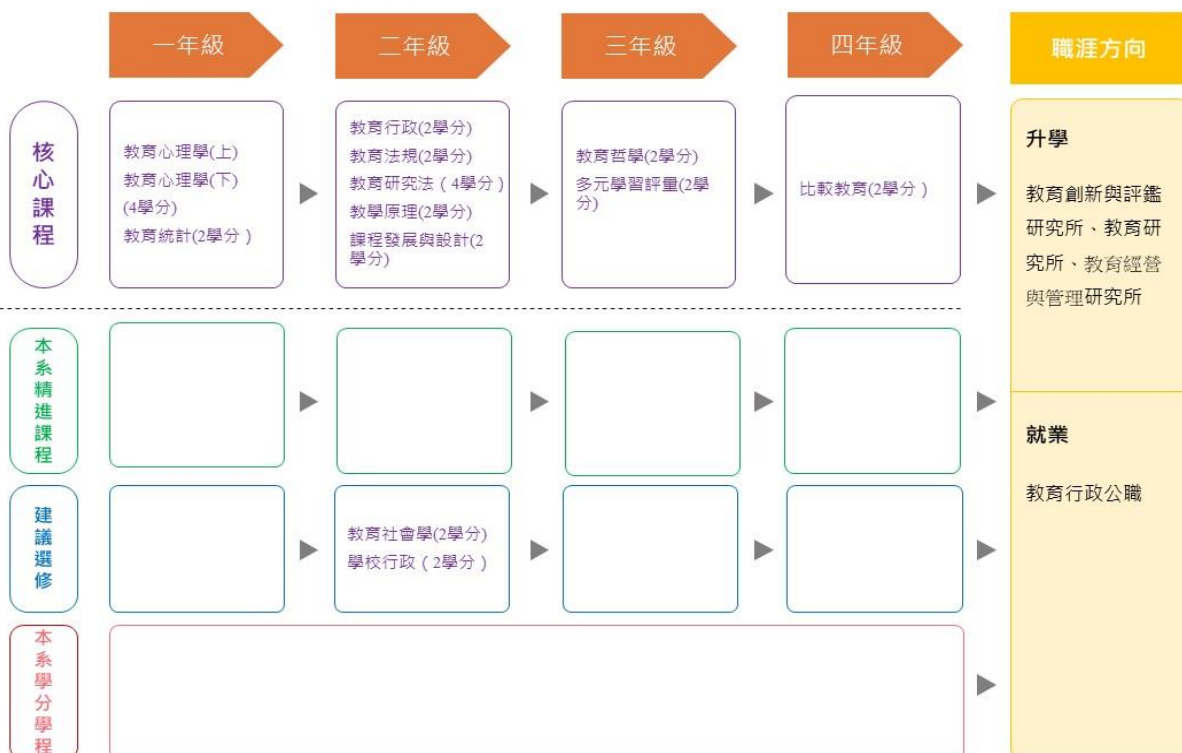 一年級
二年級
三年級
四年級
職涯方向
核心課程
教育心理學(上)
教育心理學(下)
(4學分)
教育統計(2學分）
教育行政(2學分)
教育法規(2學分)
教育研究法（4學分）
教學原理(2學分)
課程發展與設計(2
學分)
教育哲學(2學分)
多元學習評量(2學
分)
比較教育(2學分）
升學
教育創新與評鑑
研究所、教育研
究所、教育經營
與管理研究所
本系精進課程
建議選修
教育社會學(2學分)
學校行政（2學分）
就業
教育行政公職
本系學分學程